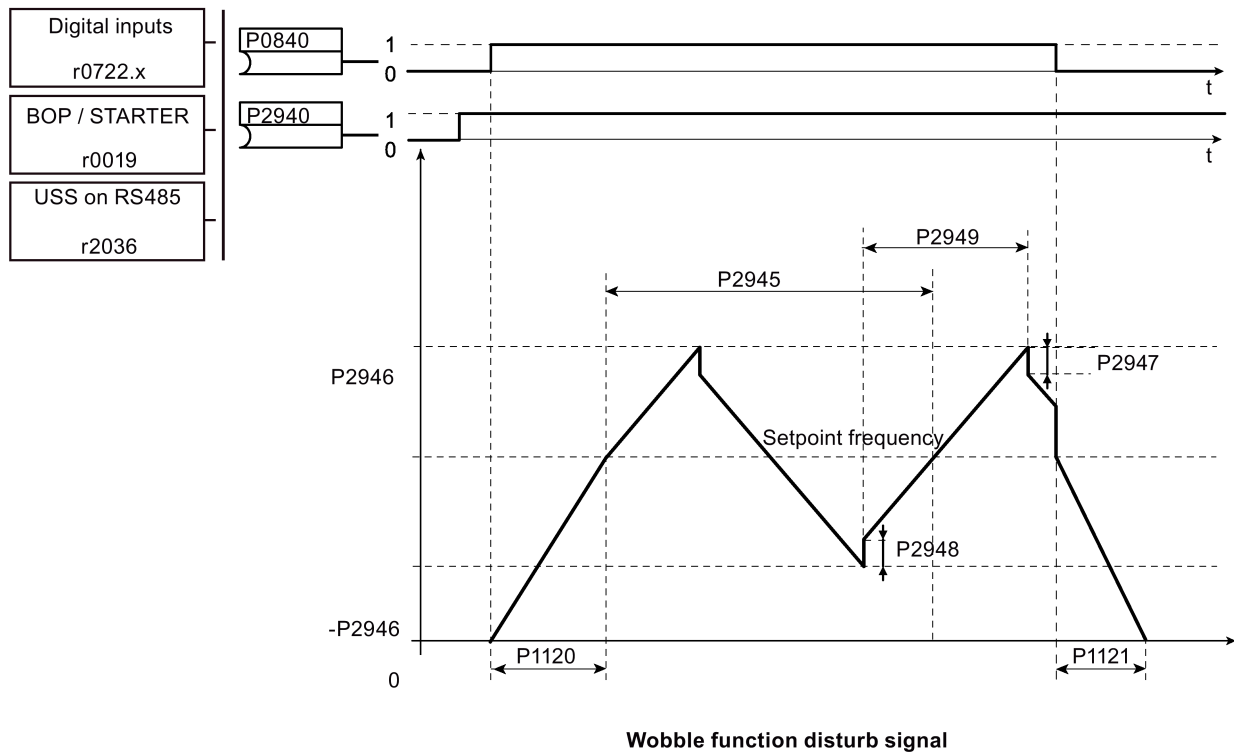 Digital inputs
r0722.x
BOP / STARTER
r0019
USS on RS485
r2036
P0840
1
0
t
P2940
1
0
t
P2949
P2945
P2946
P2947
Setpoint frequency
P2948
-P2946
P1120
P1121
0
Wobble function disturb signal